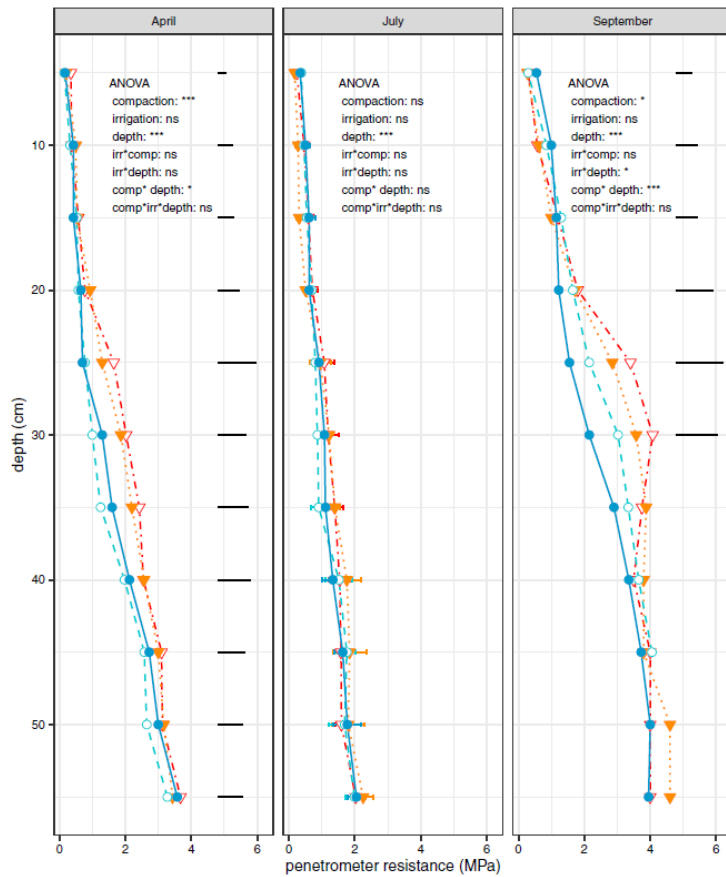 April July September
ANOVA
compaction: ***
irrigation: ns
depth: ***
irr*comp: ns
irr*depth: ns
comp* depth: *
comp*irr*depth: ns
ANOVA
compaction: ns
irrigation: ns
depth: ***
irr*comp: ns
irr*depth: ns
comp* depth: ns
comp*irr*depth: ns
ANOVA
compaction: *
irrigation: ns
depth: ***
irr*comp: ns
irr*depth: *
comp* depth: ***
comp*irr*depth: ns
10
20
30
40
50
depth (cm)
0 2 4 6 0 2 4 6 0 2 4 6
penetrometer resistance (MPa)